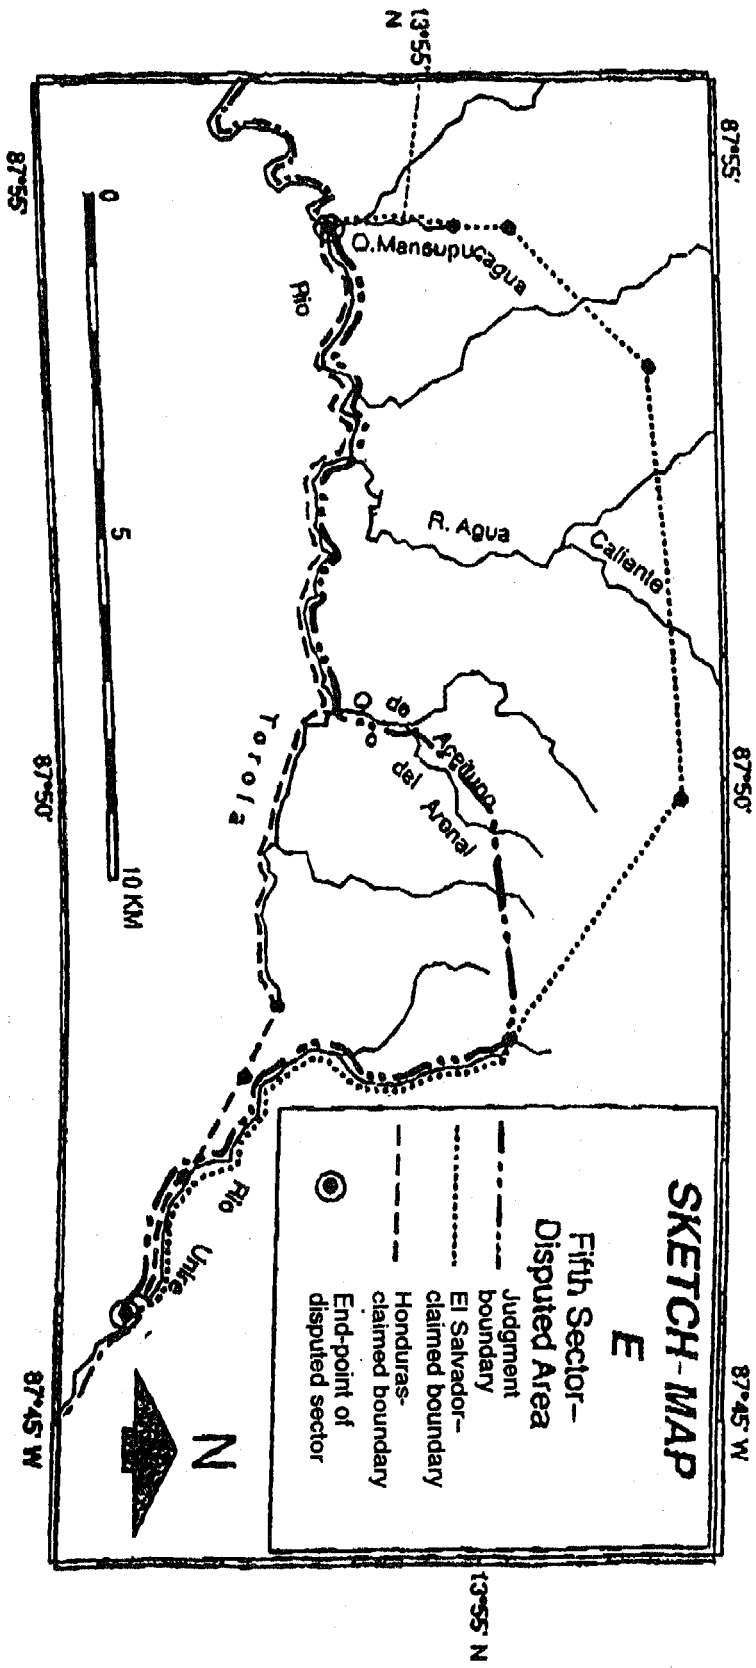 SKETCH-MAP
E
Fifth Sector–
Disputed Area
Judgment
boundary
El Salvador–
claimed boundary
Honduras-
claimed boundary
End-point of
disputed sector
87°55'
87°50'
87°45' W
13°55'
N
13°55' N
Q.Mansupucagua
R. Agua
Caliente
Rio
Torola
Q de Aceituno
Q del Arenal
Rio
Unire
N
0
5
10 KM
87°55'
87°50'
87°45' W